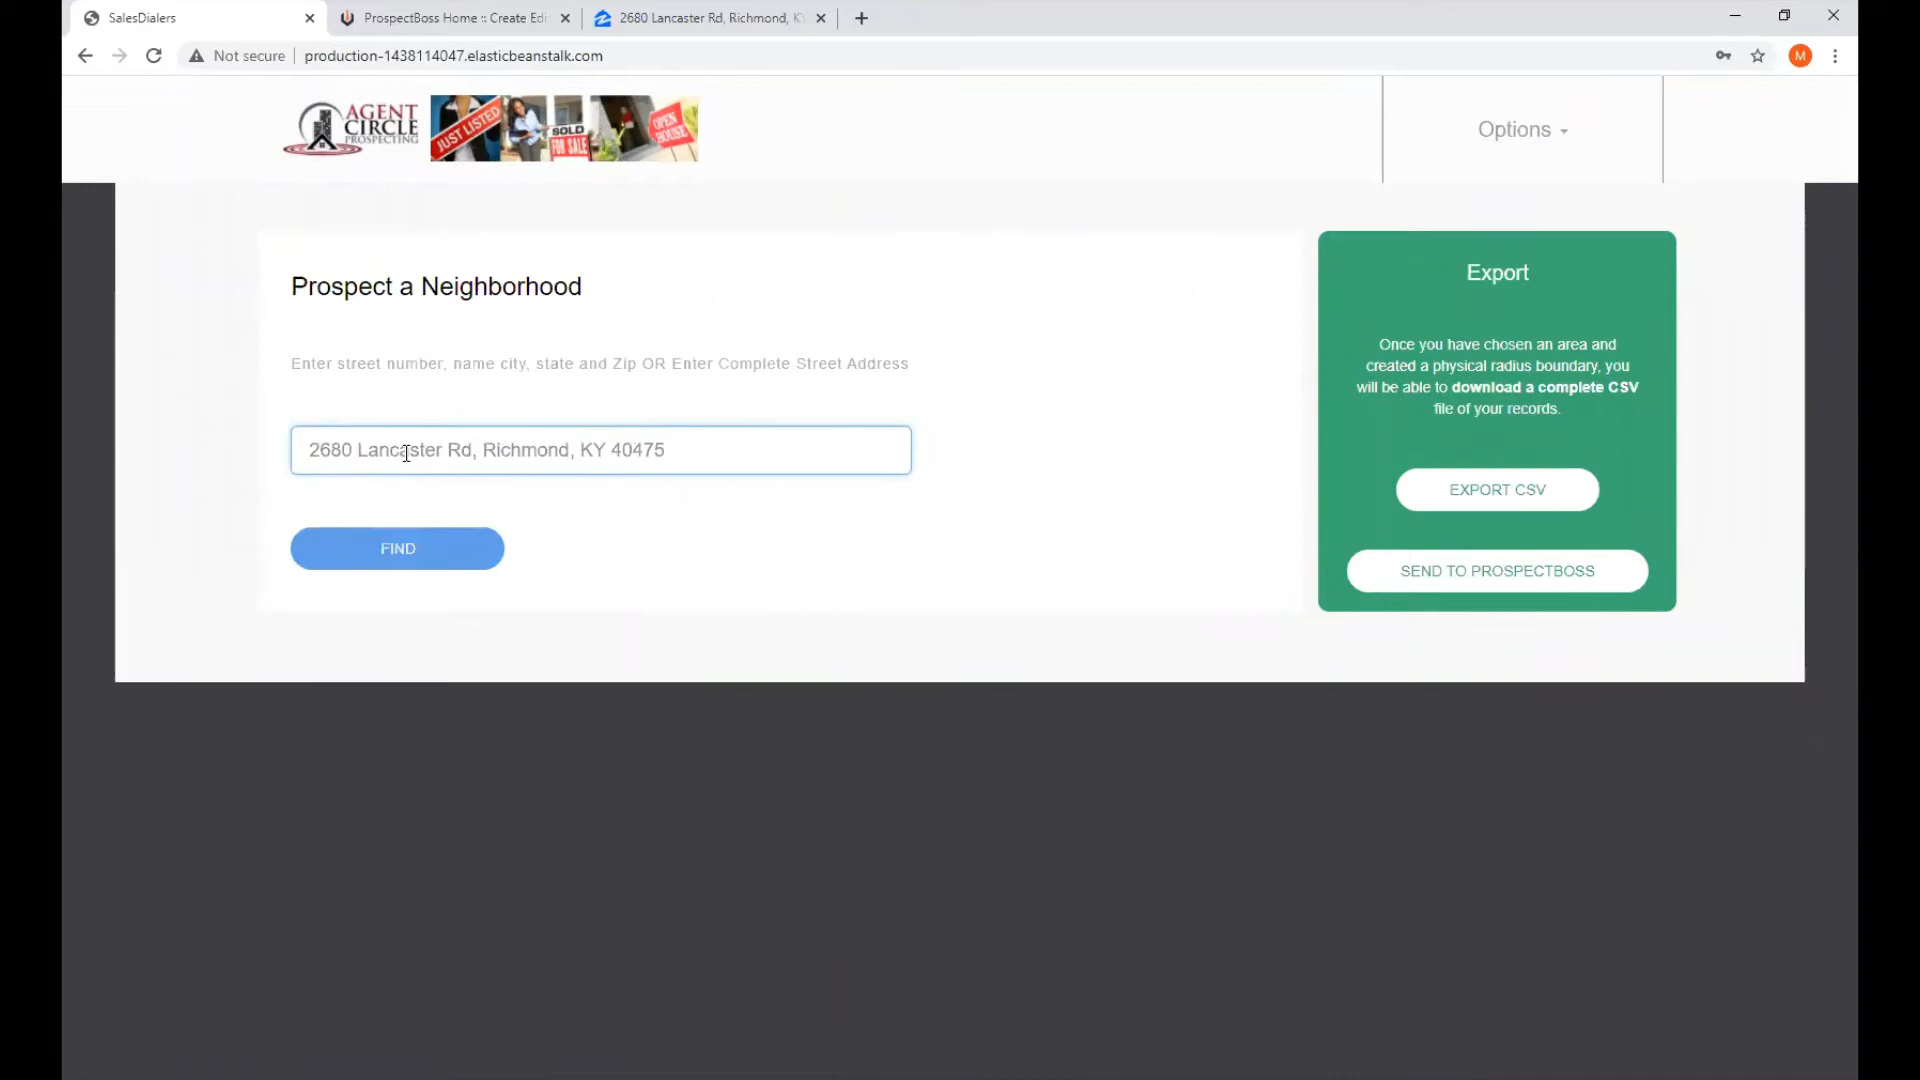 SalesDialers
ProspectBoss Home :: Create Edi
2680 Lancaster Rd, Richmond, K
Not secure
production-1438114047.elasticbeanstalk.com
M
AGENT
CIRCLE
PROSPECTING
JUST LISTED
SOLD
FOR SALE
OPEN
HOUSE
Options
Prospect a Neighborhood
Enter street number, name city, state and Zip OR Enter Complete Street Address
2680 Lancaster Rd, Richmond, KY 40475
FIND
Export
Once you have chosen an area and
created a physical radius boundary, you
will be able to download a complete CSV
file of your records.
EXPORT CSV
SEND TO PROSPECTBOSS